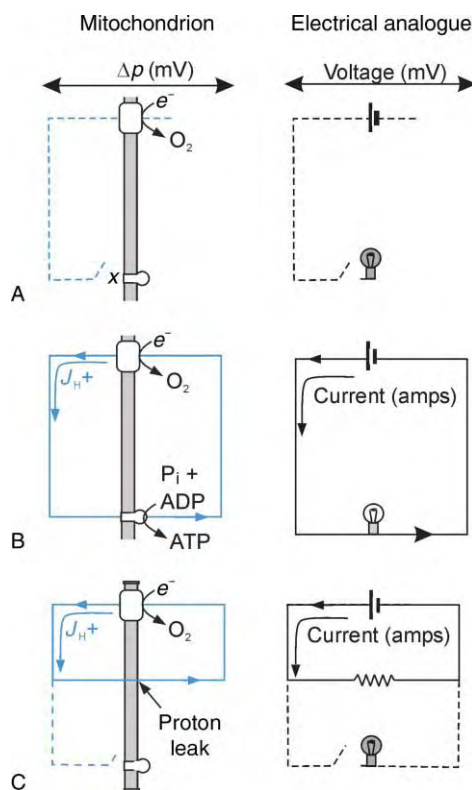 Mitochondrion
Electrical analogue
Δp (mV)
Voltage (mV)
e⁻
O₂
x
A
e⁻
O₂
J_H+
Current (amps)
Pᵢ +
ADP
ATP
B
e⁻
O₂
J_H+
Current (amps)
Proton
leak
C